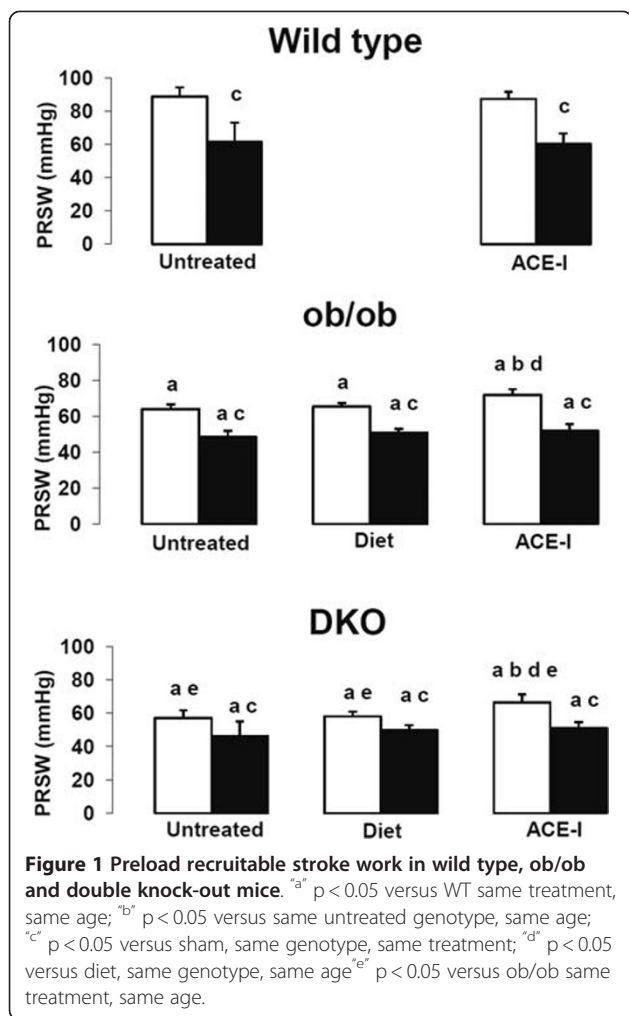 Wild type
PRSW (mmHg)
100
80
60
40
20
0
c
c
Untreated
ACE-I
ob/ob
PRSW (mmHg)
100
80
60
40
20
0
a
a c
a
a c
a b d
a c
Untreated
Diet
ACE-I
DKO
PRSW (mmHg)
100
80
60
40
20
0
a e
a c
a e
a c
a b d e
a c
Untreated
Diet
ACE-I
Figure 1 Preload recruitable stroke work in wild type, ob/ob
and double knock-out mice. "a" p < 0.05 versus WT same treatment,
same age; "b" p < 0.05 versus same untreated genotype, same age;
"c" p < 0.05 versus sham, same genotype, same treatment; "d" p < 0.05
versus diet, same genotype, same age "e" p < 0.05 versus ob/ob same
treatment, same age.